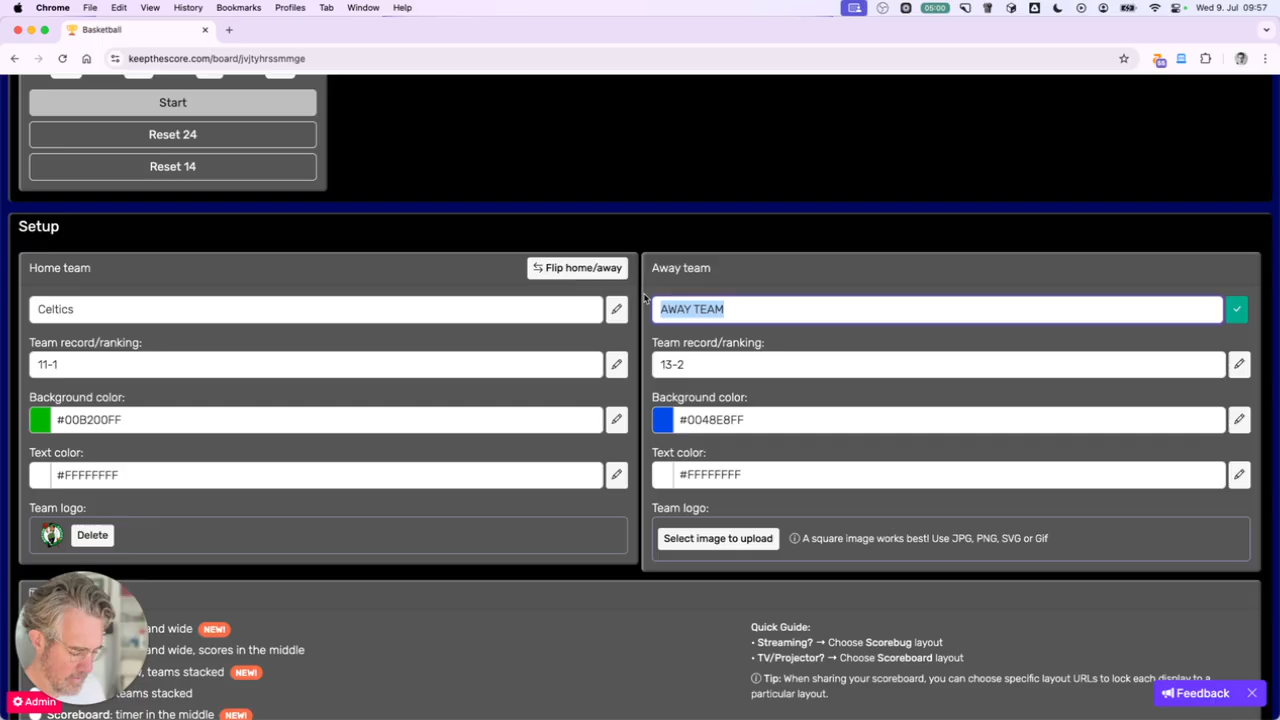 Chrome File Edit View History Bookmarks Profiles Tab Window Help 05:00 Wed 9. Jul 09:57
Basketball
keepthescore.com/board/jvjtyhrssmmge
Start
Reset 24
Reset 14
Setup
Home team Flip home/away
Celtics
Team record/ranking:
11-1
Background color:
#00B200FF
Text color:
#FFFFFFFF
Team logo:
Delete
Away team
AWAY TEAM
Team record/ranking:
13-2
Background color:
#0048E8FF
Text color:
#FFFFFFFF
Team logo:
Select image to upload A square image works best! Use JPG, PNG, SVG or Gif
and wide NEW!
and wide, scores in the middle
, teams stacked NEW!
teams stacked
Scoreboard: timer in the middle NEW!
Quick Guide:
• Streaming? → Choose Scorebug layout
• TV/Projector? → Choose Scoreboard layout
Tip: When sharing your scoreboard, you can choose specific layout URLs to lock each display to a
particular layout.
Admin
Feedback